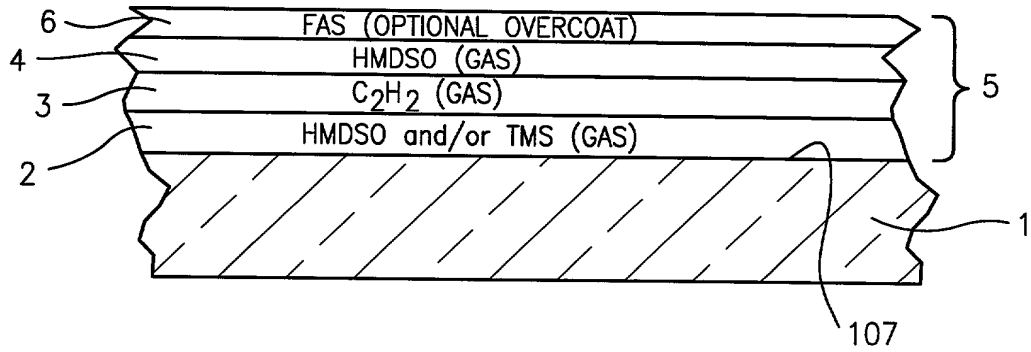 6
FAS (OPTIONAL OVERCOAT)
4
HMDSO (GAS)
5
3
C₂H₂ (GAS)
2
HMDSO and/or TMS (GAS)
1
107